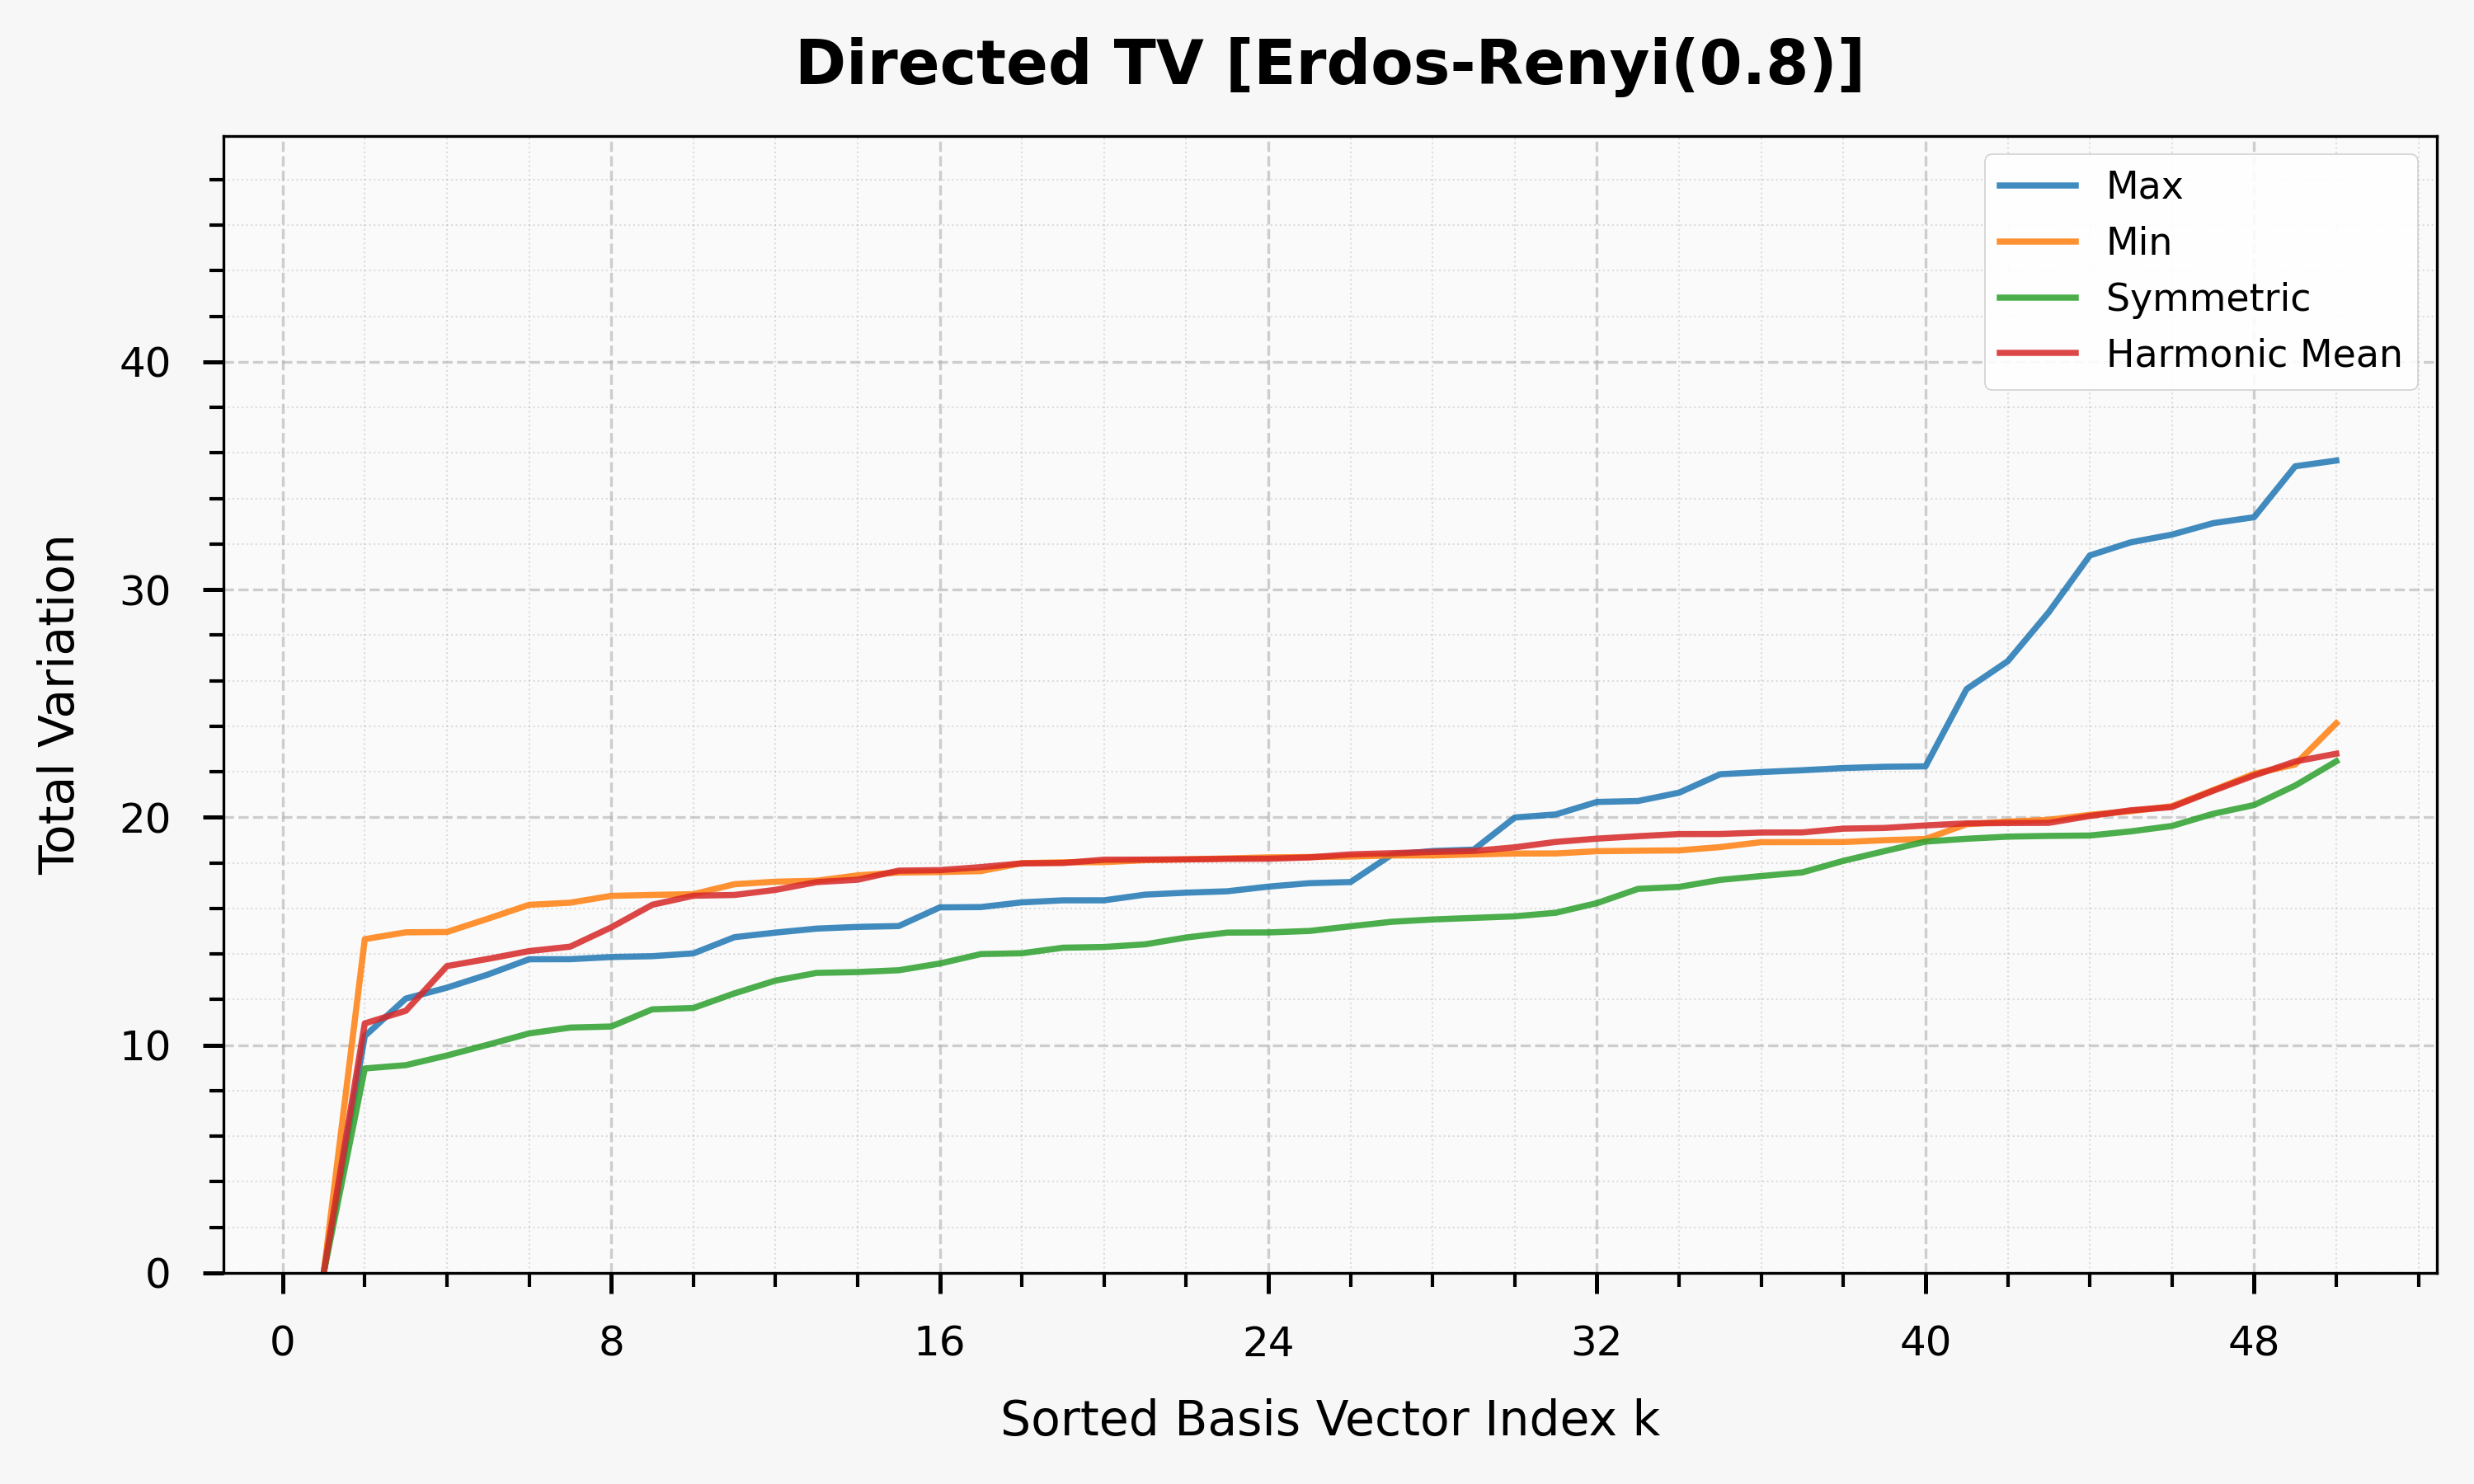 Directed TV [Erdos-Renyi(0.8)]
Max
Min
Symmetric
Harmonic Mean
Total Variation
40
30
20
10
0
0 8 16 24 32 40 48
Sorted Basis Vector Index k